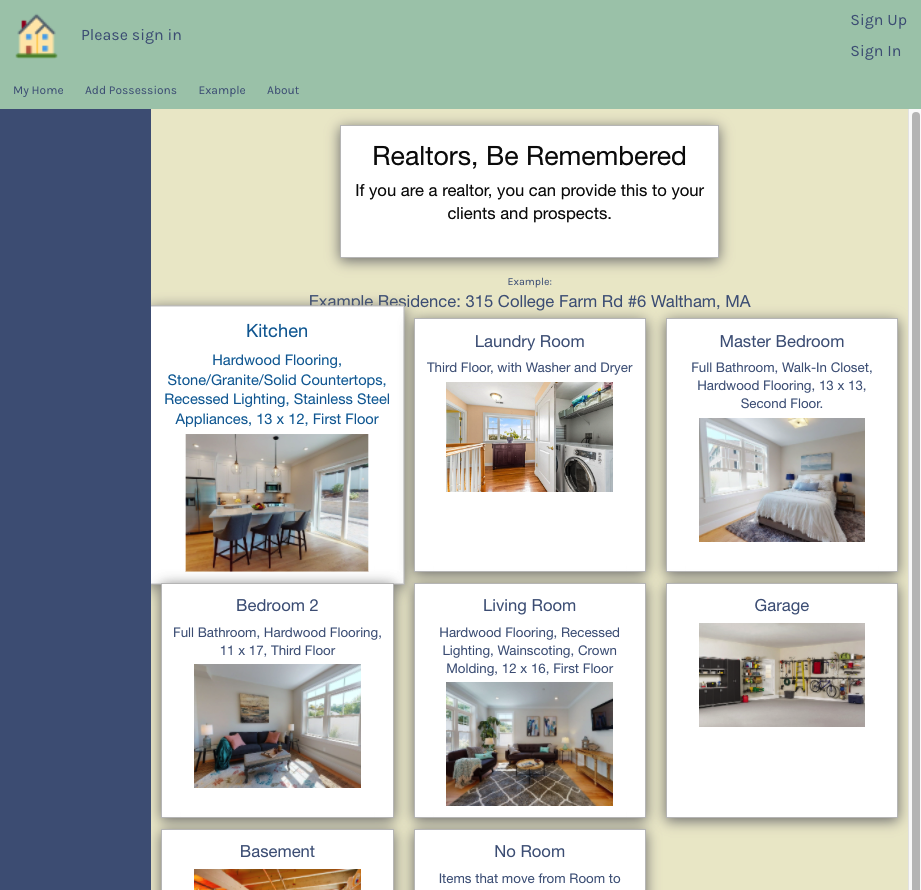 Please sign in
Sign Up
Sign In
My Home
Add Possessions
Example
About
Realtors, Be Remembered
If you are a realtor, you can provide this to your
clients and prospects.
Example:
Example Residence: 315 College Farm Rd #6 Waltham, MA
Kitchen
Hardwood Flooring,
Stone/Granite/Solid Countertops,
Recessed Lighting, Stainless Steel
Appliances, 13 x 12, First Floor
Laundry Room
Third Floor, with Washer and Dryer
Master Bedroom
Full Bathroom, Walk-In Closet,
Hardwood Flooring, 13 x 13,
Second Floor.
Bedroom 2
Full Bathroom, Hardwood Flooring,
11 x 17, Third Floor
Living Room
Hardwood Flooring, Recessed
Lighting, Wainscoting, Crown
Molding, 12 x 16, First Floor
Garage
Basement
No Room
Items that move from Room to